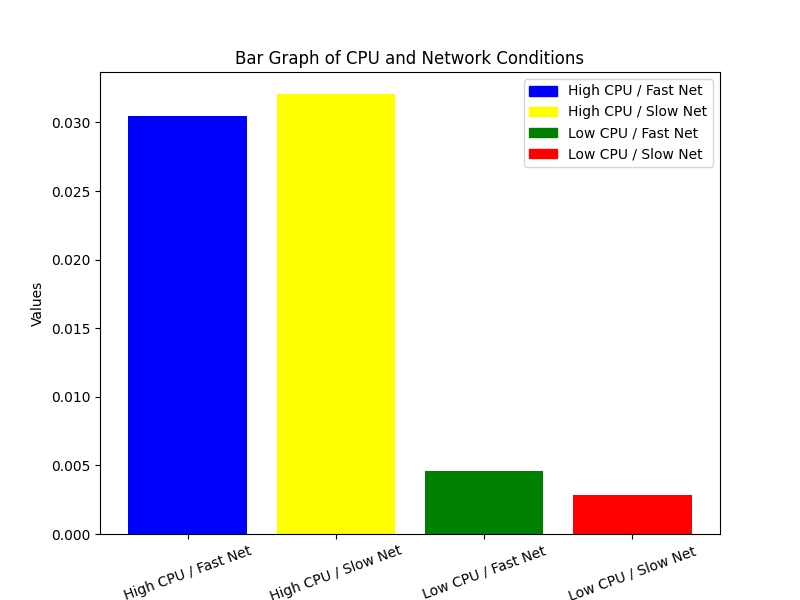 Bar Graph of CPU and Network Conditions
High CPU / Fast Net
High CPU / Slow Net
Low CPU / Fast Net
Low CPU / Slow Net
Values
0.030
0.025
0.020
0.015
0.010
0.005
0.000
High CPU / Fast Net
High CPU / Slow Net
Low CPU / Fast Net
Low CPU / Slow Net